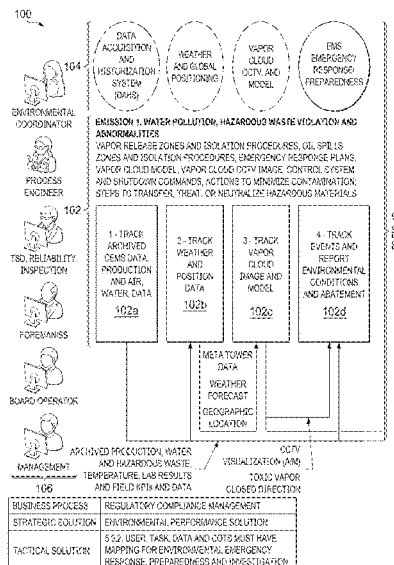 100
104
DATA
ACQUISITION
AND
HISTORIZATION
SYSTEM
(DAHS)
WEATHER
AND GLOBAL
POSITIONING
VAPOR
CLOUD
CCTV, AND
MODEL
EMS
EMERGENCY
RESPONSE
PREPAREDNESS
ENVIRONMENTAL
COORDINATOR
EMISSION 1, WATER POLLUTION, HAZARDOUS WASTE VIOLATION AND
ABNORMALITIES
VAPOR RELEASE ZONES AND ISOLATION PROCEDURES, OIL SPILLS
ZONES AND ISOLATION PROCEDURES, EMERGENCY RESPONSE PLANS,
VAPOR CLOUD MODEL, VAPOR CLOUD CCTV IMAGE, CONTROL SYSTEM
AND SHUTDOWN COMMANDS, ACTIONS TO MINIMIZE CONTAMINATION;
STEPS TO TRANSFER, TREAT, OR NEUTRALIZE HAZARDOUS MATERIALS
PROCESS
ENGINEER
102
TSD, RELIABILITY,
INSPECTION
1 - TRACK
ARCHIVED
CEMS DATA,
PRODUCTION
AND AIR,
WATER, DATA
102a
2 - TRACK
WEATHER
AND
POSITION
DATA
102b
3 - TRACK
VAPOR
CLOUD
IMAGE AND
MODEL
102c
4 - TRACK
EVENTS AND
REPORT
ENVIRONMENTAL
CONDITIONS
AND ABATEMENT
102d
FOREMAN/SS
BOARD OPERATOR
META TOWER
DATA
WEATHER
FORECAST
GEOGRAPHIC
LOCATION
MANAGEMENT
106
ARCHIVED PRODUCTION, WATER
AND HAZARDOUS WASTE,
TEMPERATURE, LAB RESULTS
AND FIELD KPIs AND DATA
CCTV
VISUALIZATION (AIM)
TOXIC VAPOR
CLOSED DIRECTION
BUSINESS PROCESS REGULATORY COMPLIANCE MANAGEMENT
STRATEGIC SOLUTION ENVIRONMENTAL PERFORMANCE SOLUTION
TACTICAL SOLUTION
5.2.2. USER, TASK, DATA AND COTS MUST HAVE
MAPPING FOR ENVIRONMENTAL EMERGENCY
RESPONSE, PREPAREDNESS AND INVESTIGATION